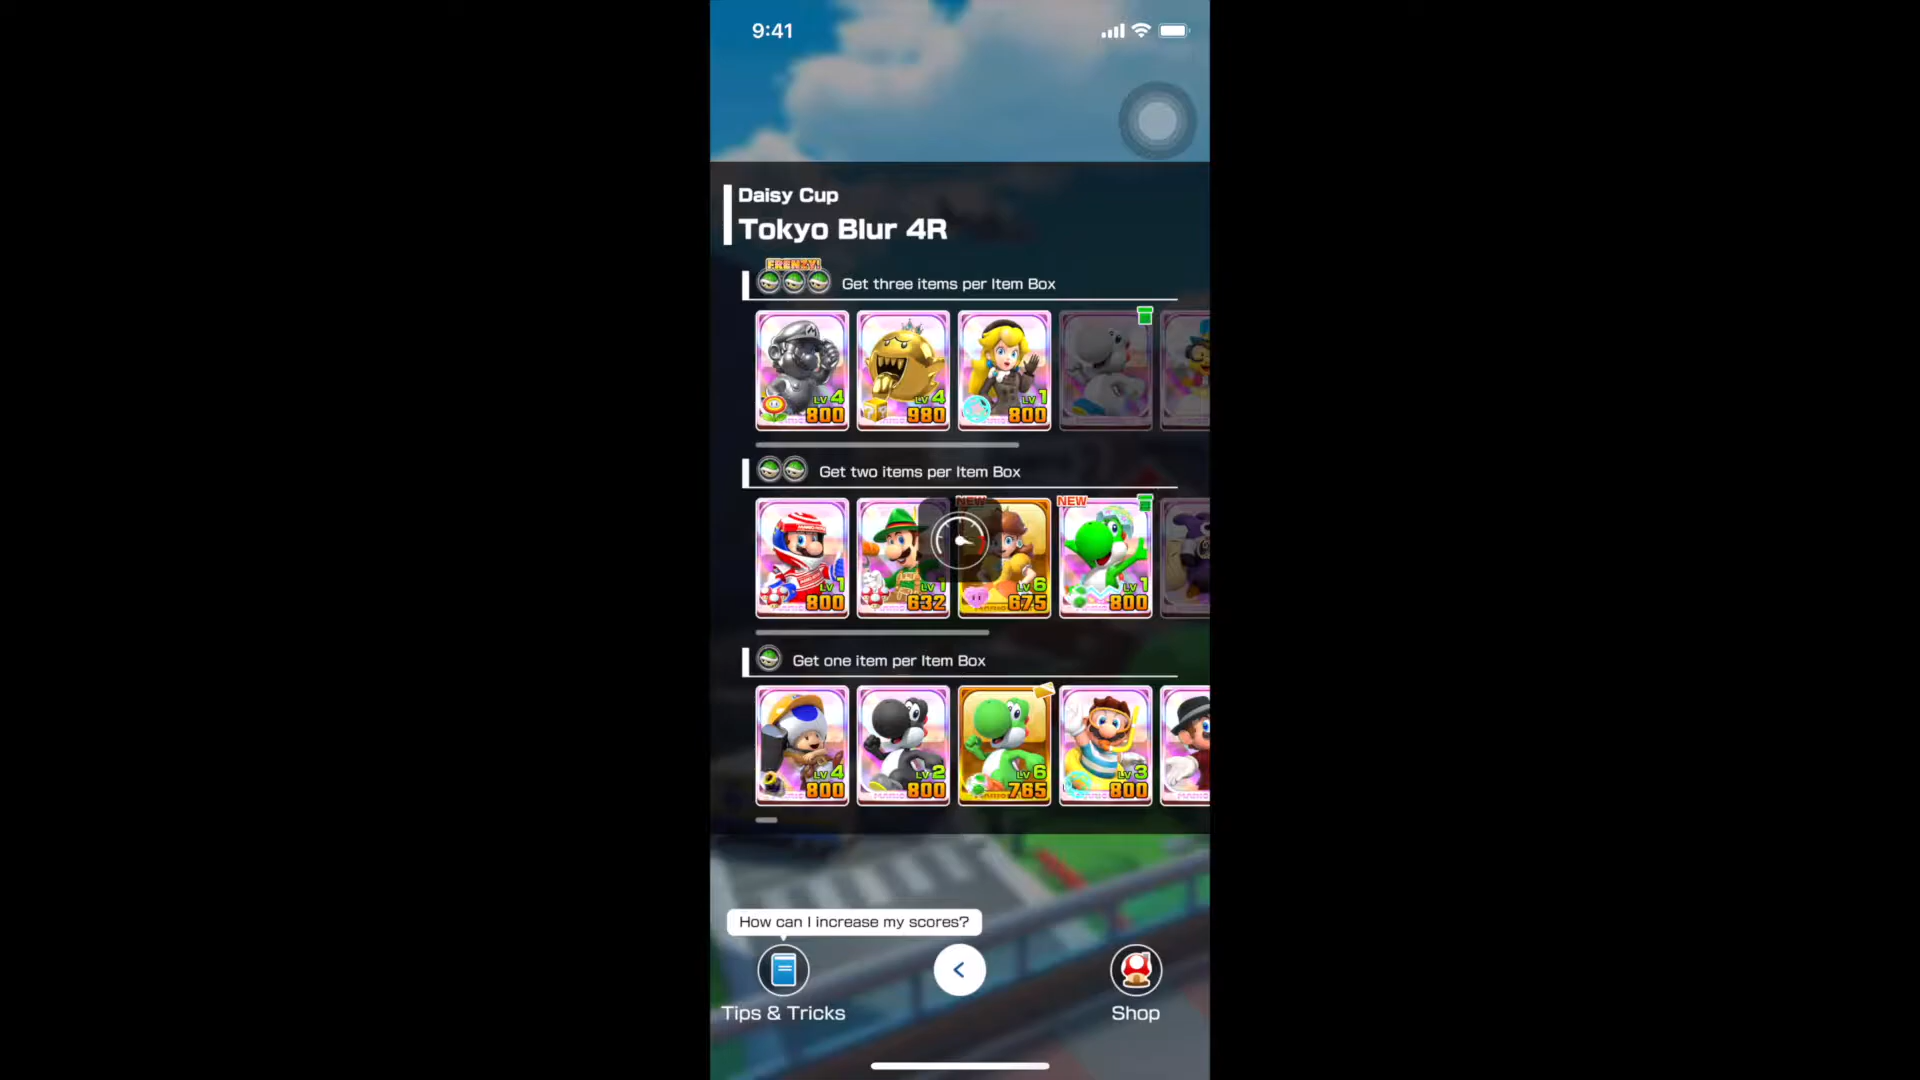 9:41
Daisy Cup
Tokyo Blur 4R
FRENZY!
Get three items per Item Box
LV 4 800
LV 4 980
LV 1 800
Get two items per Item Box
NEW
NEW
LV 1 800
LV 1 632
LV 6 675
LV 1 800
Get one item per Item Box
LV 4 800
LV 2 800
LV 6 765
LV 3 800
How can I increase my scores?
Tips & Tricks
Shop